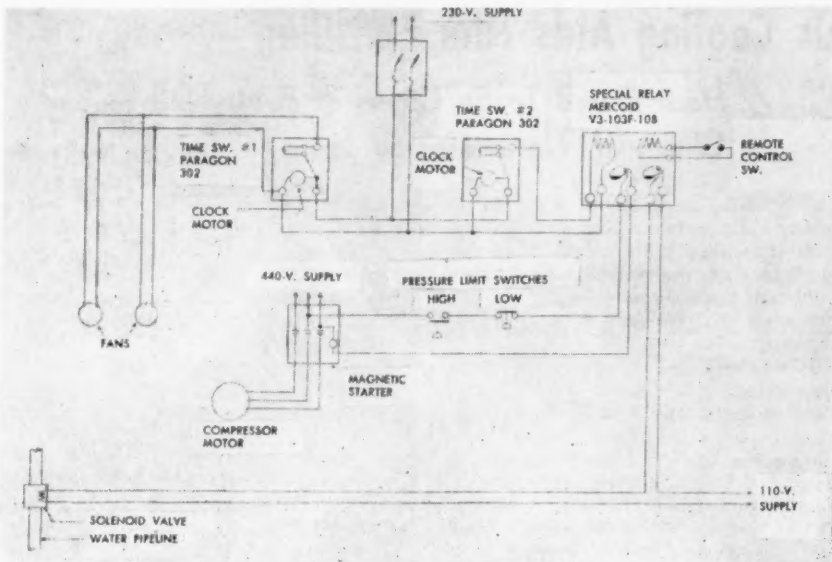 230-V. SUPPLY
TIME SW. #1
PARAGON
302
CLOCK
MOTOR
TIME SW. #2
PARAGON 302
CLOCK
MOTOR
SPECIAL RELAY
MERCOID
V3-103F-10B
REMOTE
CONTROL
SW.
440-V. SUPPLY
PRESSURE LIMIT SWITCHES
HIGH
LOW
FANS
MAGNETIC
STARTER
COMPRESSOR
MOTOR
110-V.
SUPPLY
SOLENOID VALVE
WATER PIPELINE